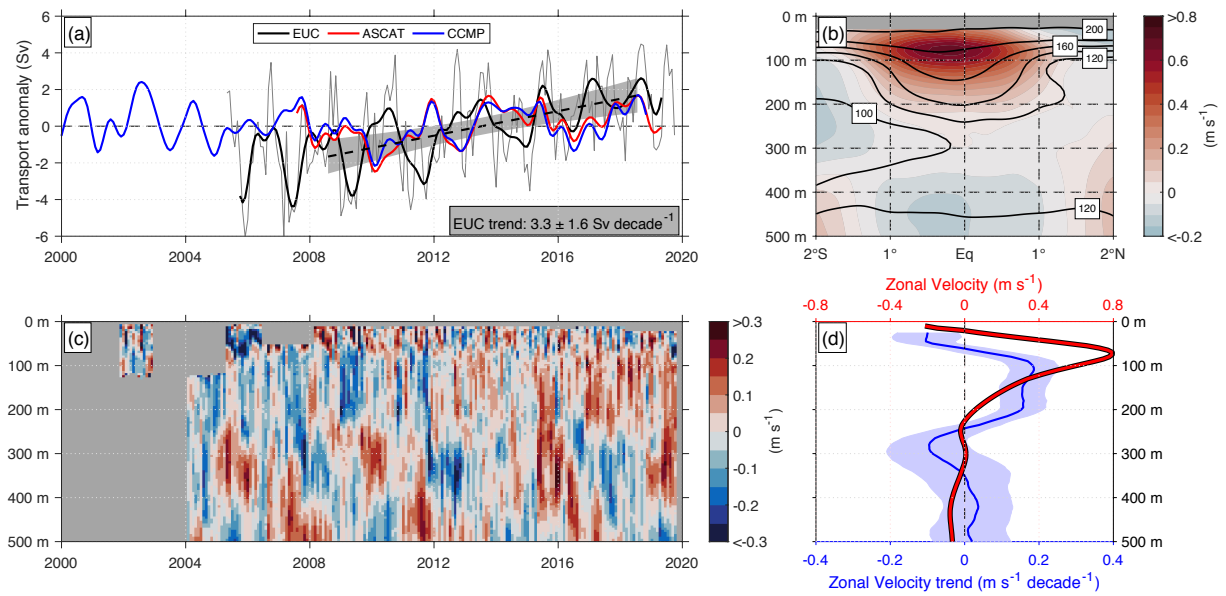 (a)
EUC ASCAT CCMP
Transport anomaly (Sv)
6
4
2
0
-2
-4
-6
EUC trend: 3.3 ± 1.6 Sv decade⁻¹
2000 2004 2008 2012 2016 2020
(b)
0 m
100 m
200 m
300 m
400 m
500 m
200
160
120
100
120
2°S 1° Eq 1° 2°N
>0.8
0.6
0.4
0.2
0
<-0.2
(m s⁻¹)
(c)
0 m
100 m
200 m
300 m
400 m
500 m
2000 2004 2008 2012 2016 2020
>0.3
0.2
0.1
0
-0.1
-0.2
<-0.3
(m s⁻¹)
Zonal Velocity (m s⁻¹)
-0.8 -0.4 0 0.4 0.8
(d)
0 m
100 m
200 m
300 m
400 m
500 m
-0.4 -0.2 0 0.2 0.4
Zonal Velocity trend (m s⁻¹ decade⁻¹)